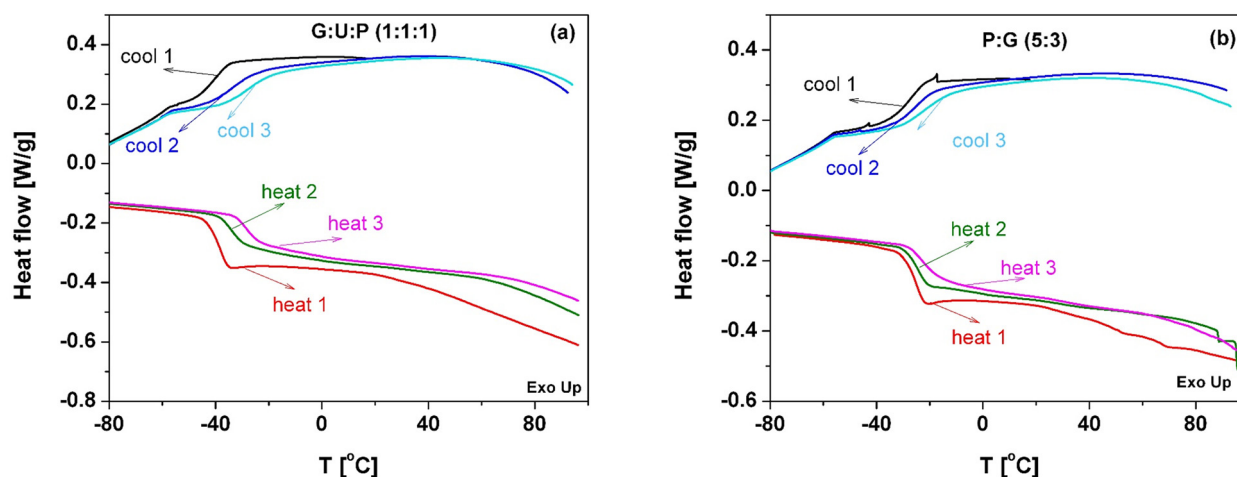 G:U:P (1:1:1)
(a)
cool 1
cool 2
cool 3
heat 2
heat 3
heat 1
Exo Up
0.4
0.2
0.0
-0.2
-0.4
-0.6
-0.8
-80
-40
0
40
80
Heat flow [W/g]
T [°C]
P:G (5:3)
(b)
cool 1
cool 2
cool 3
heat 2
heat 3
heat 1
Exo Up
0.4
0.2
0.0
-0.2
-0.4
-0.6
-80
-40
0
40
80
Heat flow [W/g]
T [°C]